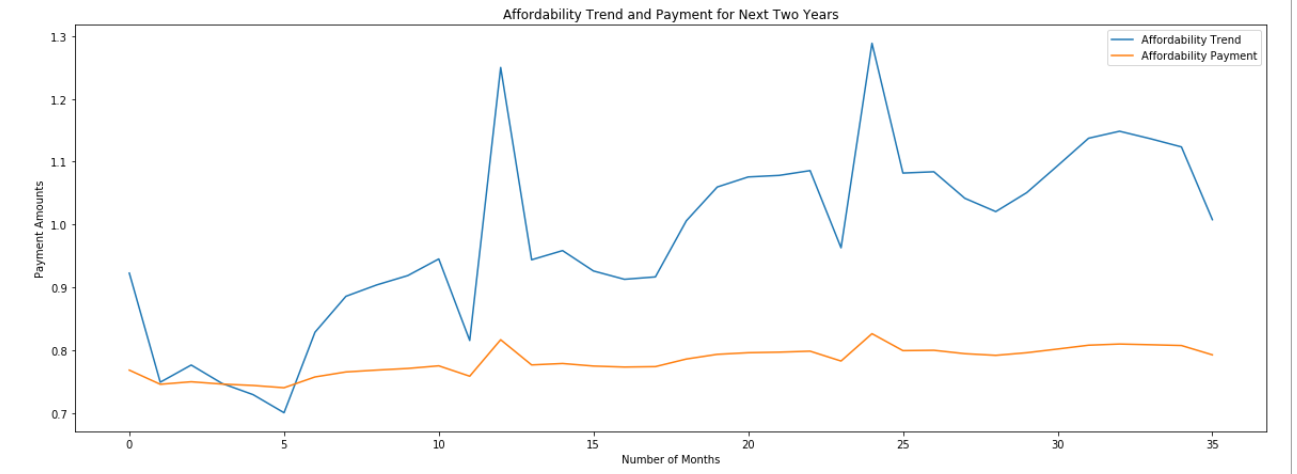 Affordability Trend and Payment for Next Two Years
Affordability Trend
Affordability Payment
Payment Amounts
1.3
1.2
1.1
1.0
0.9
0.8
0.7
0 5 10 15 20 25 30 35
Number of Months